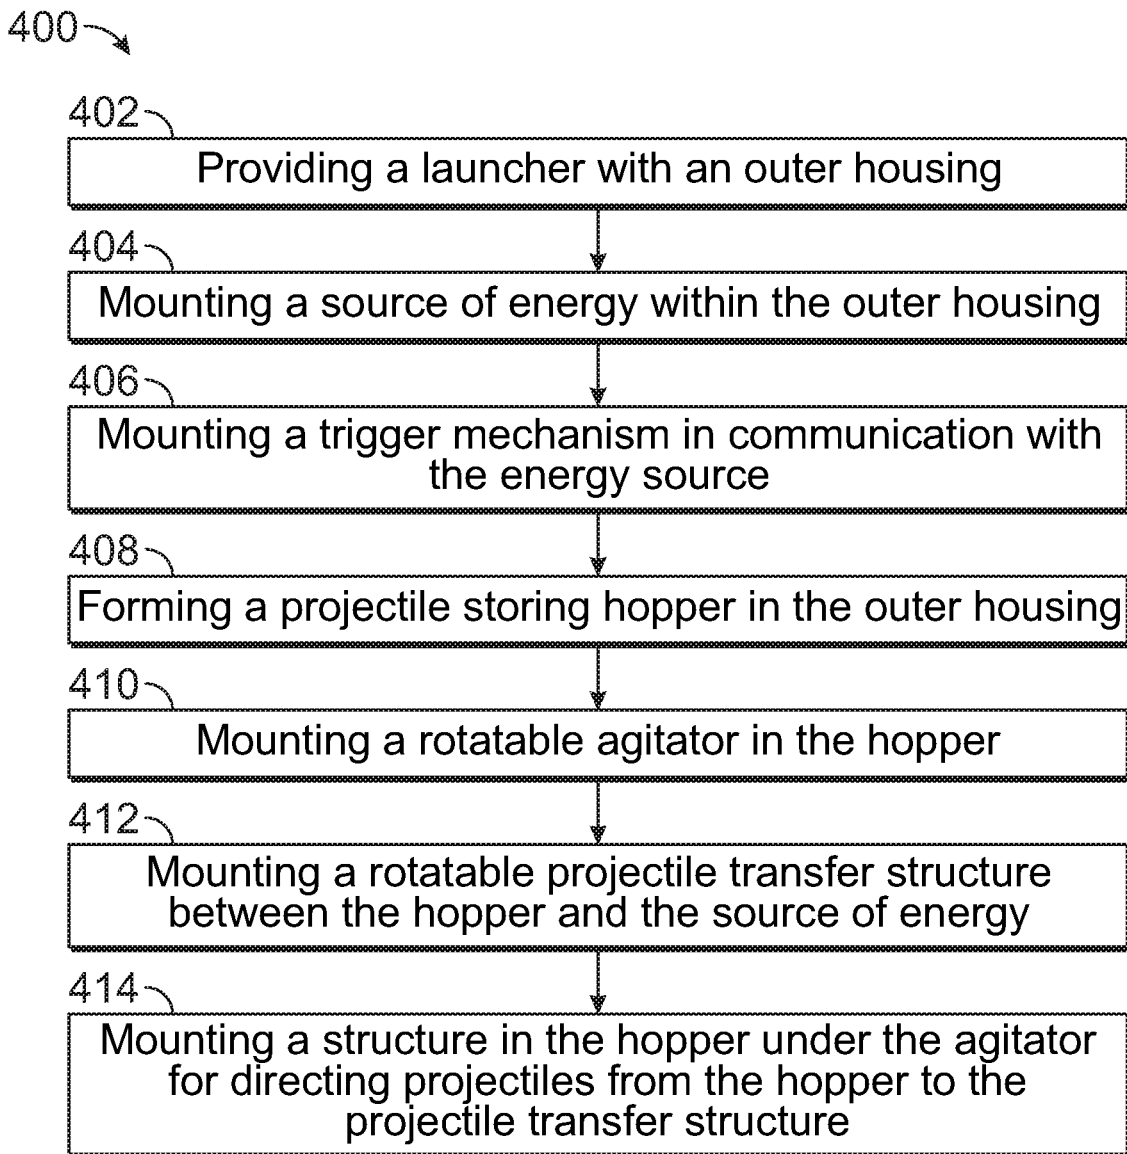 400
402
Providing a launcher with an outer housing
404
Mounting a source of energy within the outer housing
406
Mounting a trigger mechanism in communication with
the energy source
408
Forming a projectile storing hopper in the outer housing
410
Mounting a rotatable agitator in the hopper
412
Mounting a rotatable projectile transfer structure
between the hopper and the source of energy
414
Mounting a structure in the hopper under the agitator
for directing projectiles from the hopper to the
projectile transfer structure